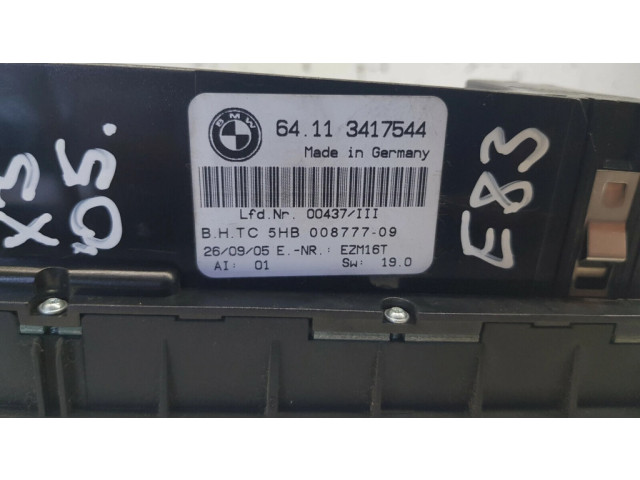 BMW
64.11 3417544
Made in Germany
Lfd.Nr. 00437/III
B.H.TC 5HB 008777-09
26/09/05 E.-NR.: EZM16T
AI: 01 SW: 19.0
X3
05.
E83